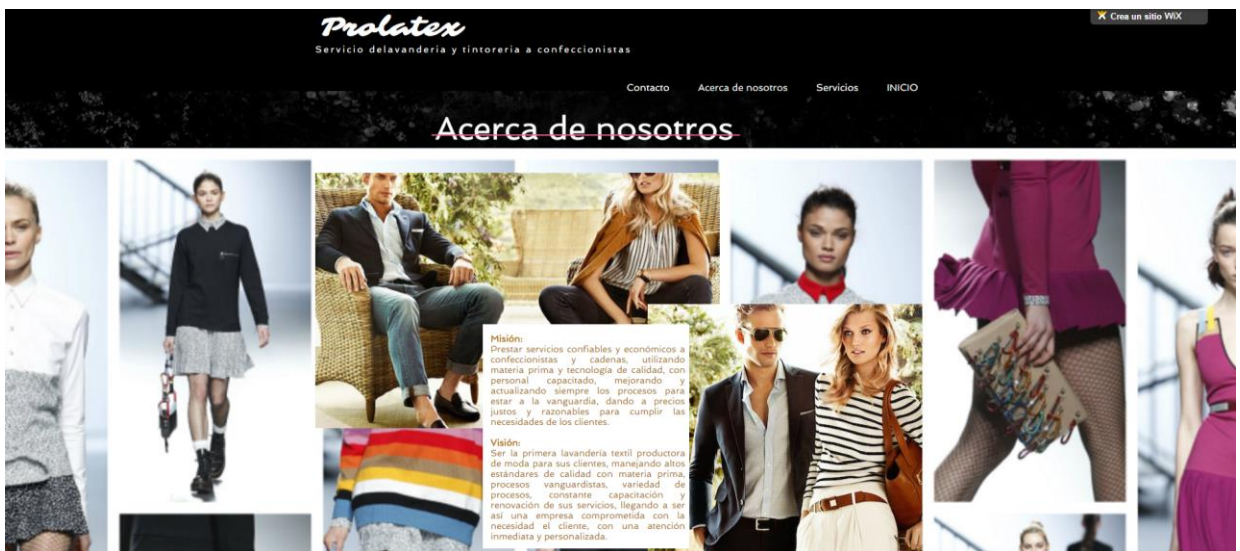 Prolatex
Servicio delavanderia y tintoreria a confeccionistas
Crea un sitio WiX
Contacto Acerca de nosotros Servicios INICIO
Acerca de nosotros
Misión:
Prestar servicios confiables y económicos a
confeccionistas y cadenas, utilizando
materia prima y tecnología de calidad, con
personal capacitado, mejorando y
actualizando siempre los procesos para
estar a la vanguardia, dando a precios
justos y razonables para cumplir las
necesidades de los clientes.
Visión:
Ser la primera lavandería textil productora
de moda para sus clientes, manejando altos
estándares de calidad con materia prima,
procesos vanguardistas, variedad de
procesos, constante capacitación y
renovación de sus servicios, llegando a ser
así una empresa comprometida con la
necesidad el cliente, con una atención
inmediata y personalizada.